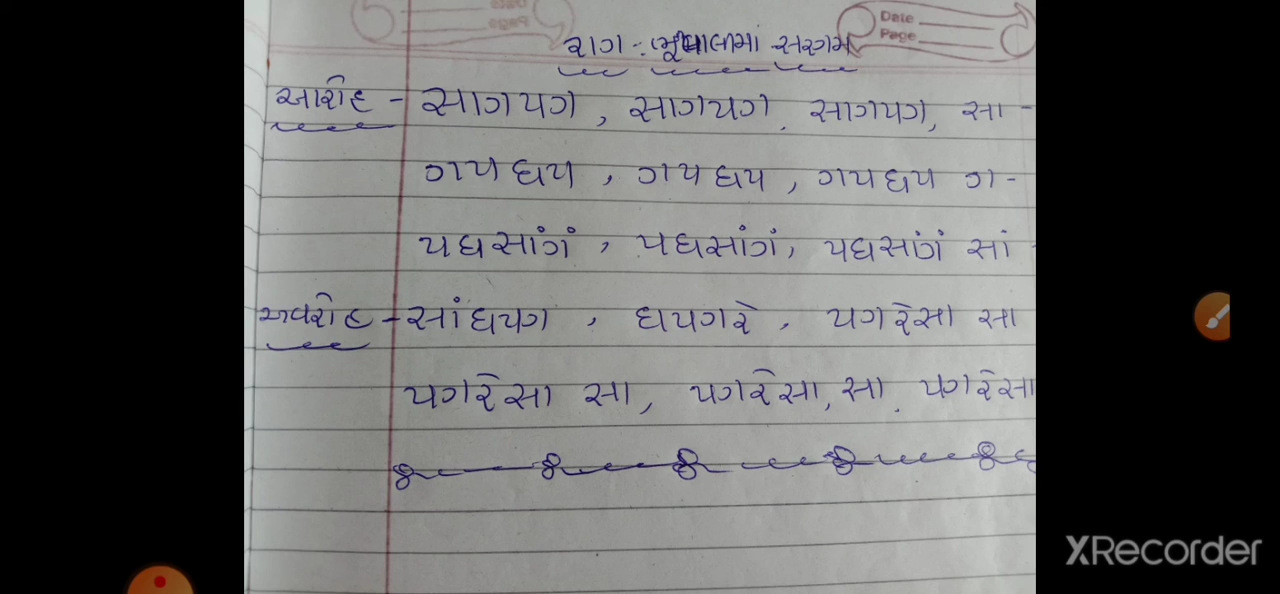 Date
Page
રાગ : ભૂપાલીમાં સરગમ
આરોહ - સાગપગ, સાગપગ, સાગપગ, સા -
ગપધપ, ગપધપ, ગપધપ ગ -
પધસાંગં, પધસાંગં, પધસાંગં સાં -
અવરોહ - સાંધપગ, ધપગરે, પગરેસા સા
પગરેસા સા, પગરેસા, સા, પગરેસા
XRecorder